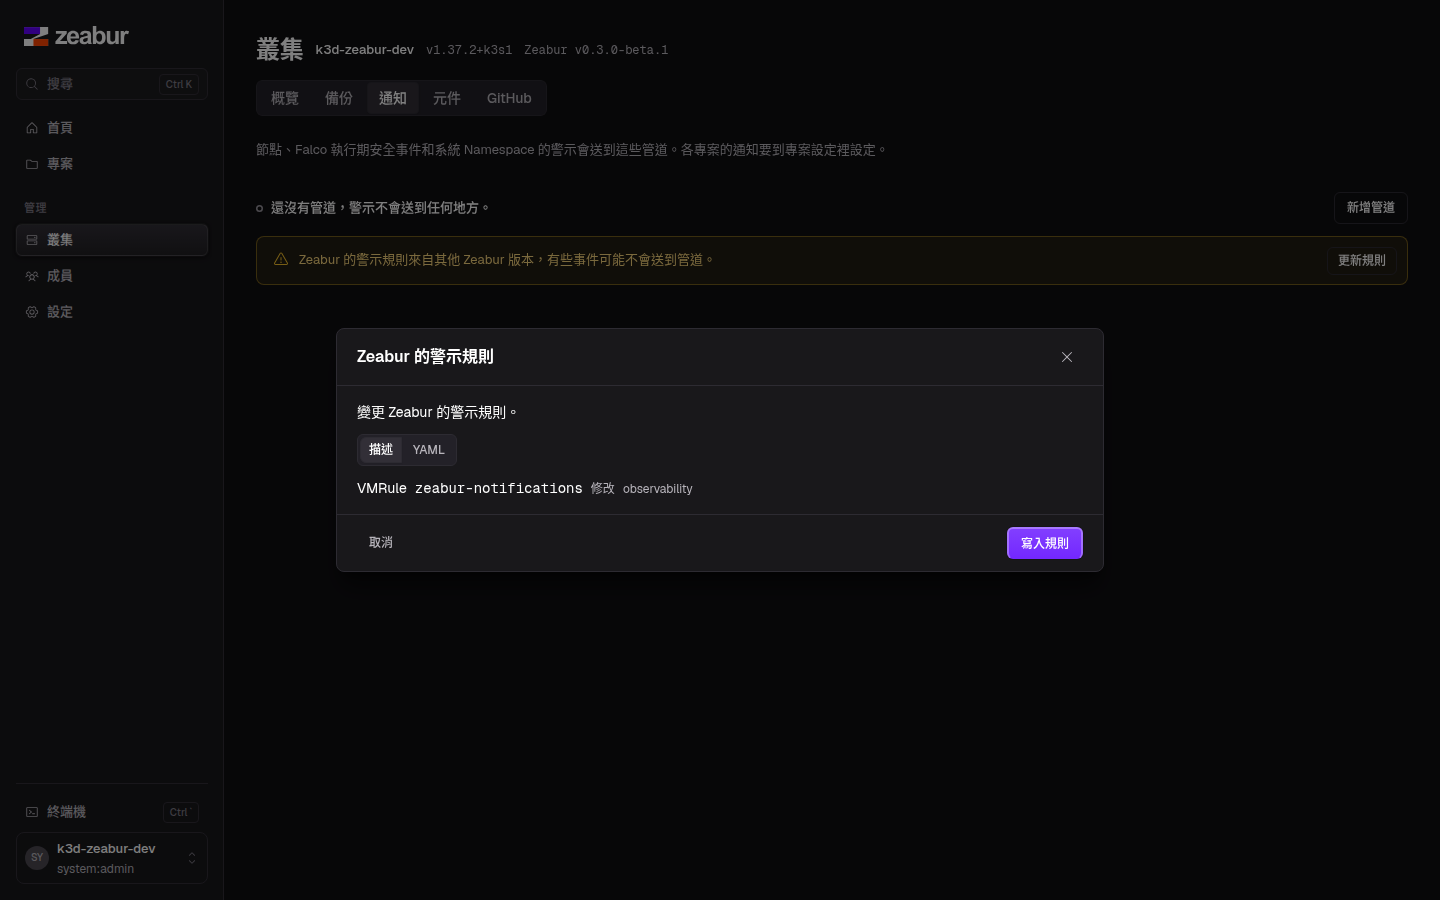 zeabur
搜尋 Ctrl K
首頁
專案
管理
叢集
成員
設定
終端機 Ctrl `
SY k3d-zeabur-dev
system:admin
叢集 k3d-zeabur-dev v1.37.2+k3s1 Zeabur v0.3.0-beta.1
概覽 備份 通知 元件 GitHub
節點、Falco 執行期安全事件和系統 Namespace 的警示會送到這些管道。各專案的通知要到專案設定裡設定。
還沒有管道，警示不會送到任何地方。 新增管道
Zeabur 的警示規則來自其他 Zeabur 版本，有些事件可能不會送到管道。 更新規則
Zeabur 的警示規則
變更 Zeabur 的警示規則。
描述 YAML
VMRule zeabur-notifications 修改 observability
取消 寫入規則